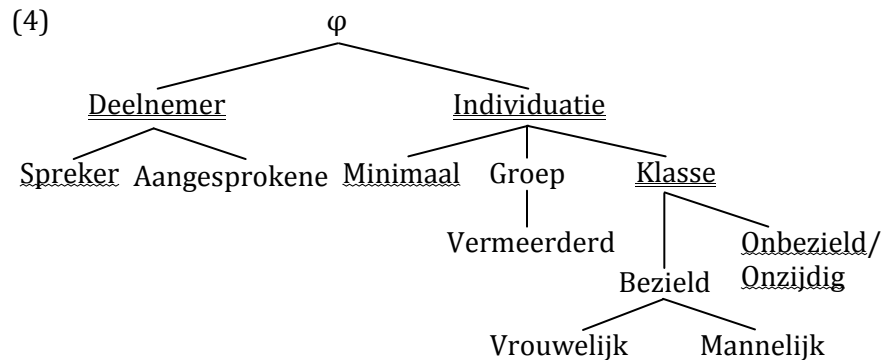 (4) φ
Deelnemer Individuatie
Spreker Aangesprokene Minimaal Groep Klasse
Vermeerderd Onbezield/
Bezield Onzijdig
Vrouwelijk Mannelijk